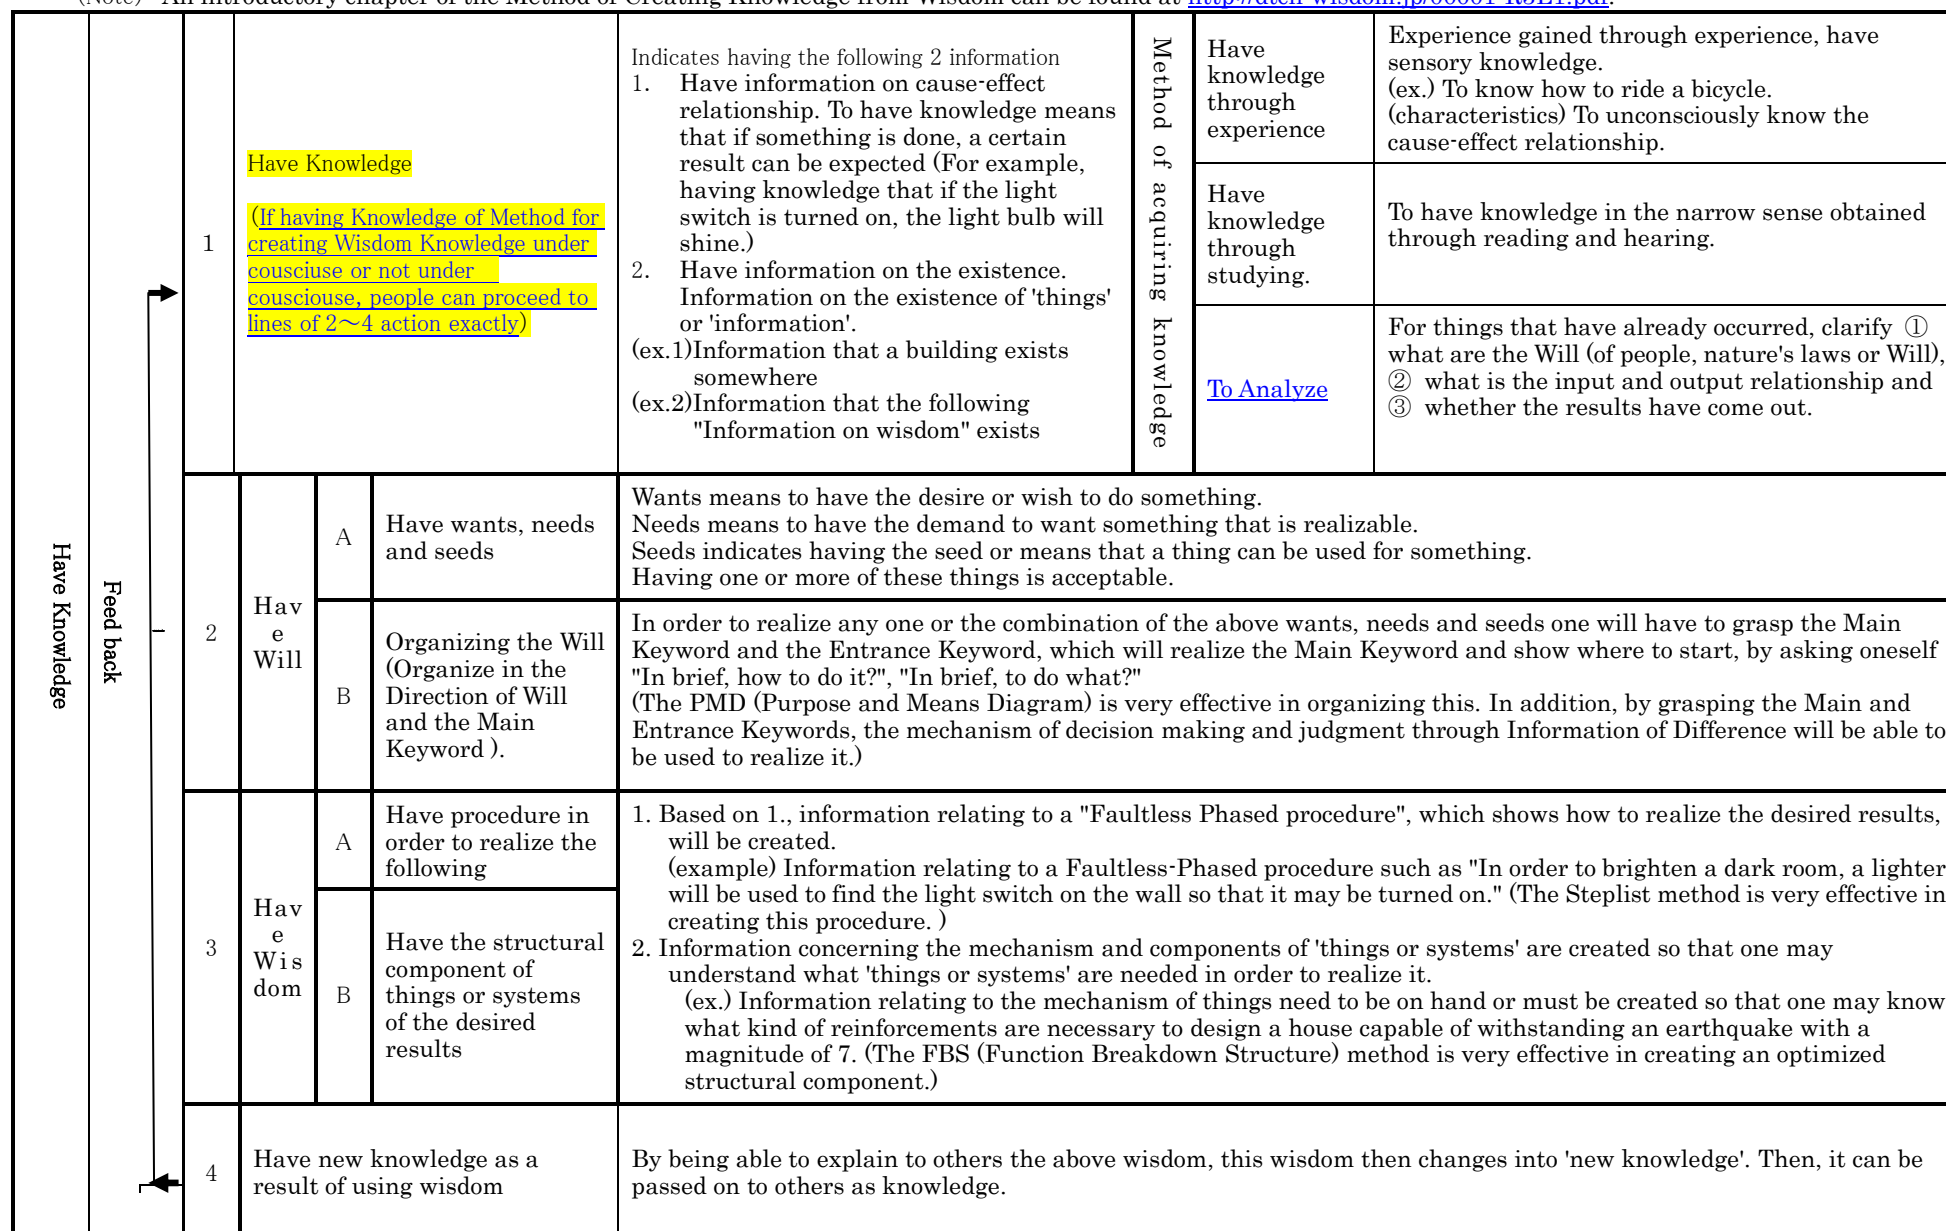 (Note) An introductory chapter of the Method of Creating Knowledge from Wisdom can be found at http://dtcn-wisdom.jp/00001-R5E1.pdf.
Have Knowledge
Feed back
1
Have Knowledge
(If having Knowledge of Method for
creating Wisdom Knowledge under
cousciuse or not under
cousciouse, people can proceed to
lines of 2～4 action exactly)
Indicates having the following 2 information
1. Have information on cause-effect
relationship. To have knowledge means
that if something is done, a certain
result can be expected (For example,
having knowledge that if the light
switch is turned on, the light bulb will
shine.)
2. Have information on the existence.
Information on the existence of 'things'
or 'information'.
(ex.1)Information that a building exists
somewhere
(ex.2)Information that the following
"Information on wisdom" exists
Method of acquiring knowledge
Have
knowledge
through
experience
Experience gained through experience, have
sensory knowledge.
(ex.) To know how to ride a bicycle.
(characteristics) To unconsciously know the
cause-effect relationship.
Have
knowledge
through
studying.
To have knowledge in the narrow sense obtained
through reading and hearing.
To Analyze
For things that have already occurred, clarify ①
what are the Will (of people, nature's laws or Will),
② what is the input and output relationship and
③ whether the results have come out.
2
Hav
e
Will
A
Have wants, needs
and seeds
Wants means to have the desire or wish to do something.
Needs means to have the demand to want something that is realizable.
Seeds indicates having the seed or means that a thing can be used for something.
Having one or more of these things is acceptable.
B
Organizing the Will
(Organize in the
Direction of Will
and the Main
Keyword ).
In order to realize any one or the combination of the above wants, needs and seeds one will have to grasp the Main
Keyword and the Entrance Keyword, which will realize the Main Keyword and show where to start, by asking oneself
"In brief, how to do it?", "In brief, to do what?"
(The PMD (Purpose and Means Diagram) is very effective in organizing this. In addition, by grasping the Main and
Entrance Keywords, the mechanism of decision making and judgment through Information of Difference will be able to
be used to realize it.)
3
Hav
e
Wis
dom
A
Have procedure in
order to realize the
following
B
Have the structural
component of
things or systems
of the desired
results
1. Based on 1., information relating to a "Faultless Phased procedure", which shows how to realize the desired results,
will be created.
(example) Information relating to a Faultless-Phased procedure such as "In order to brighten a dark room, a lighter
will be used to find the light switch on the wall so that it may be turned on." (The Steplist method is very effective in
creating this procedure. )
2. Information concerning the mechanism and components of 'things or systems' are created so that one may
understand what 'things or systems' are needed in order to realize it.
(ex.) Information relating to the mechanism of things need to be on hand or must be created so that one may know
what kind of reinforcements are necessary to design a house capable of withstanding an earthquake with a
magnitude of 7. (The FBS (Function Breakdown Structure) method is very effective in creating an optimized
structural component.)
4
Have new knowledge as a
result of using wisdom
By being able to explain to others the above wisdom, this wisdom then changes into 'new knowledge'. Then, it can be
passed on to others as knowledge.